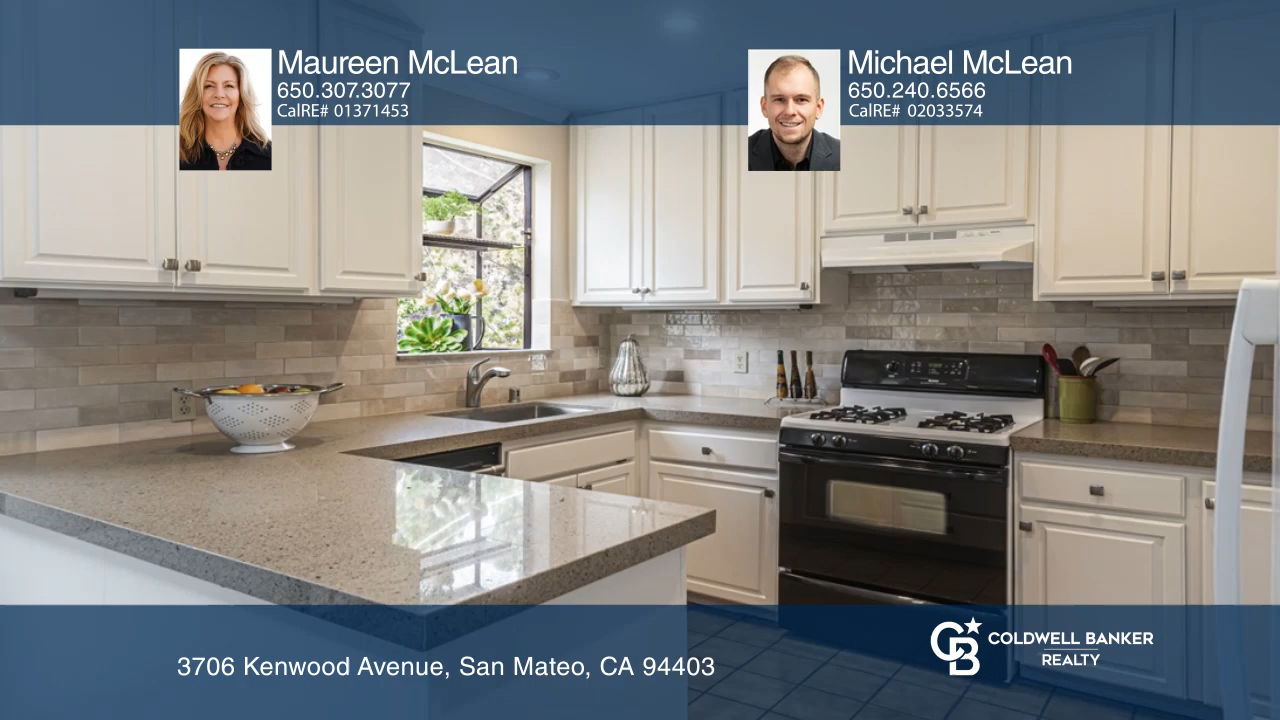 Maureen McLean
650.307.3077
CalRE# 01371453
Michael McLean
650.240.6566
CalRE# 02033574
3706 Kenwood Avenue, San Mateo, CA 94403
CB
COLDWELL BANKER
REALTY